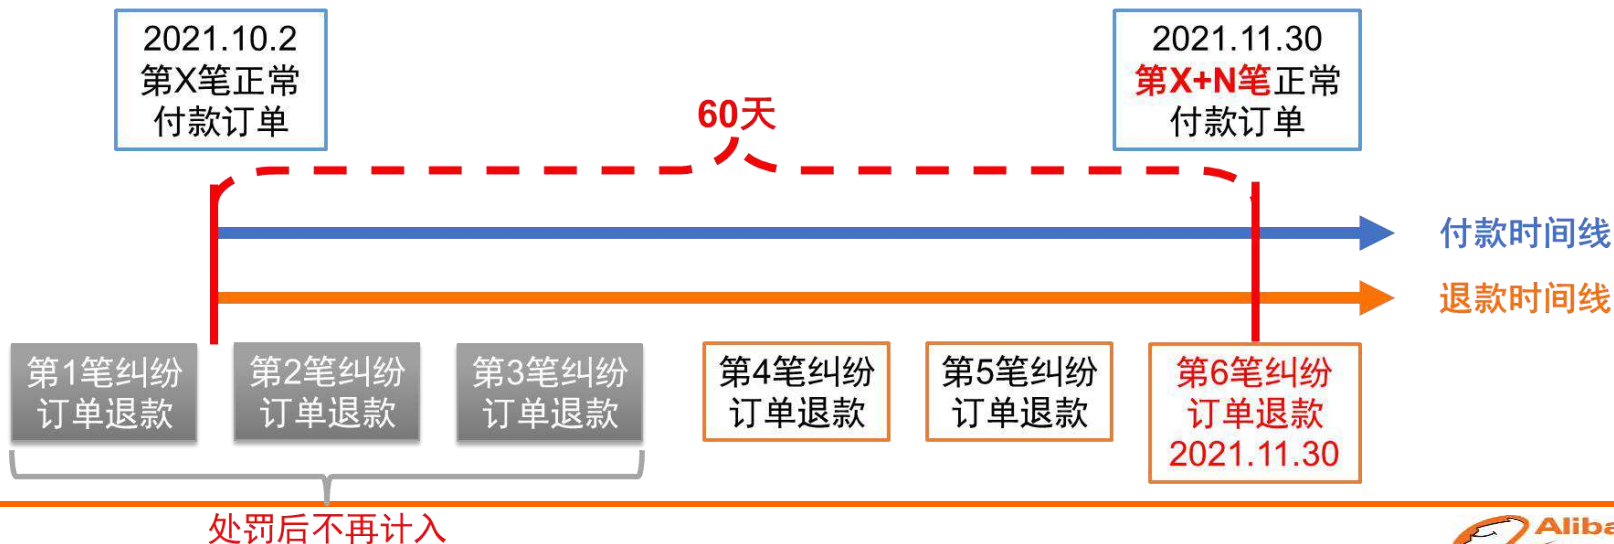 2021.10.2
第X笔正常
付款订单
2021.11.30
第X+N笔正常
付款订单
60天
付款时间线
退款时间线
第1笔纠纷
订单退款
第2笔纠纷
订单退款
第3笔纠纷
订单退款
第4笔纠纷
订单退款
第5笔纠纷
订单退款
第6笔纠纷
订单退款
2021.11.30
处罚后不再计入
Aliba